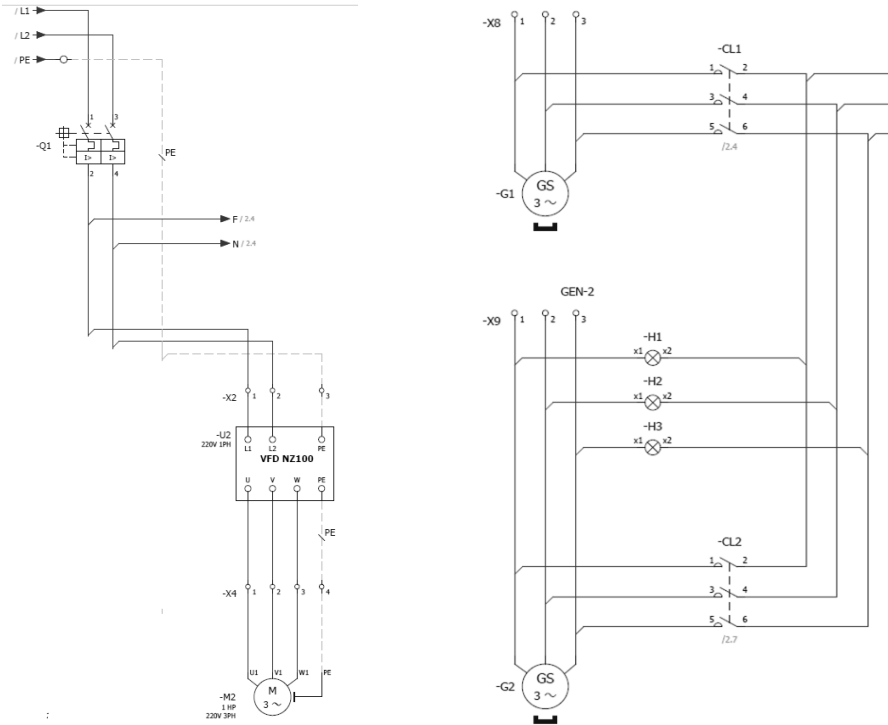 / L1
/ L2
/ PE
1 3
-Q1
I> I>
2 4
PE
F / 2.4
N / 2.4
-X2 1 2 3
-U2
220V 1PH
L1 L2 PE
VFD NZ100
U V W PE
PE
-X4 1 2 3 4
U1 V1 W1 PE
-M2
1 HP
220V 3PH
M
3 ~
:
-X8 1 2 3
-CL1
1 2
3 4
5 6
/2.4
-G1
GS
3 ~
GEN-2
-X9 1 2 3
-H1
x1 x2
-H2
x1 x2
-H3
x1 x2
-CL2
1 2
3 4
5 6
/2.7
-G2
GS
3 ~